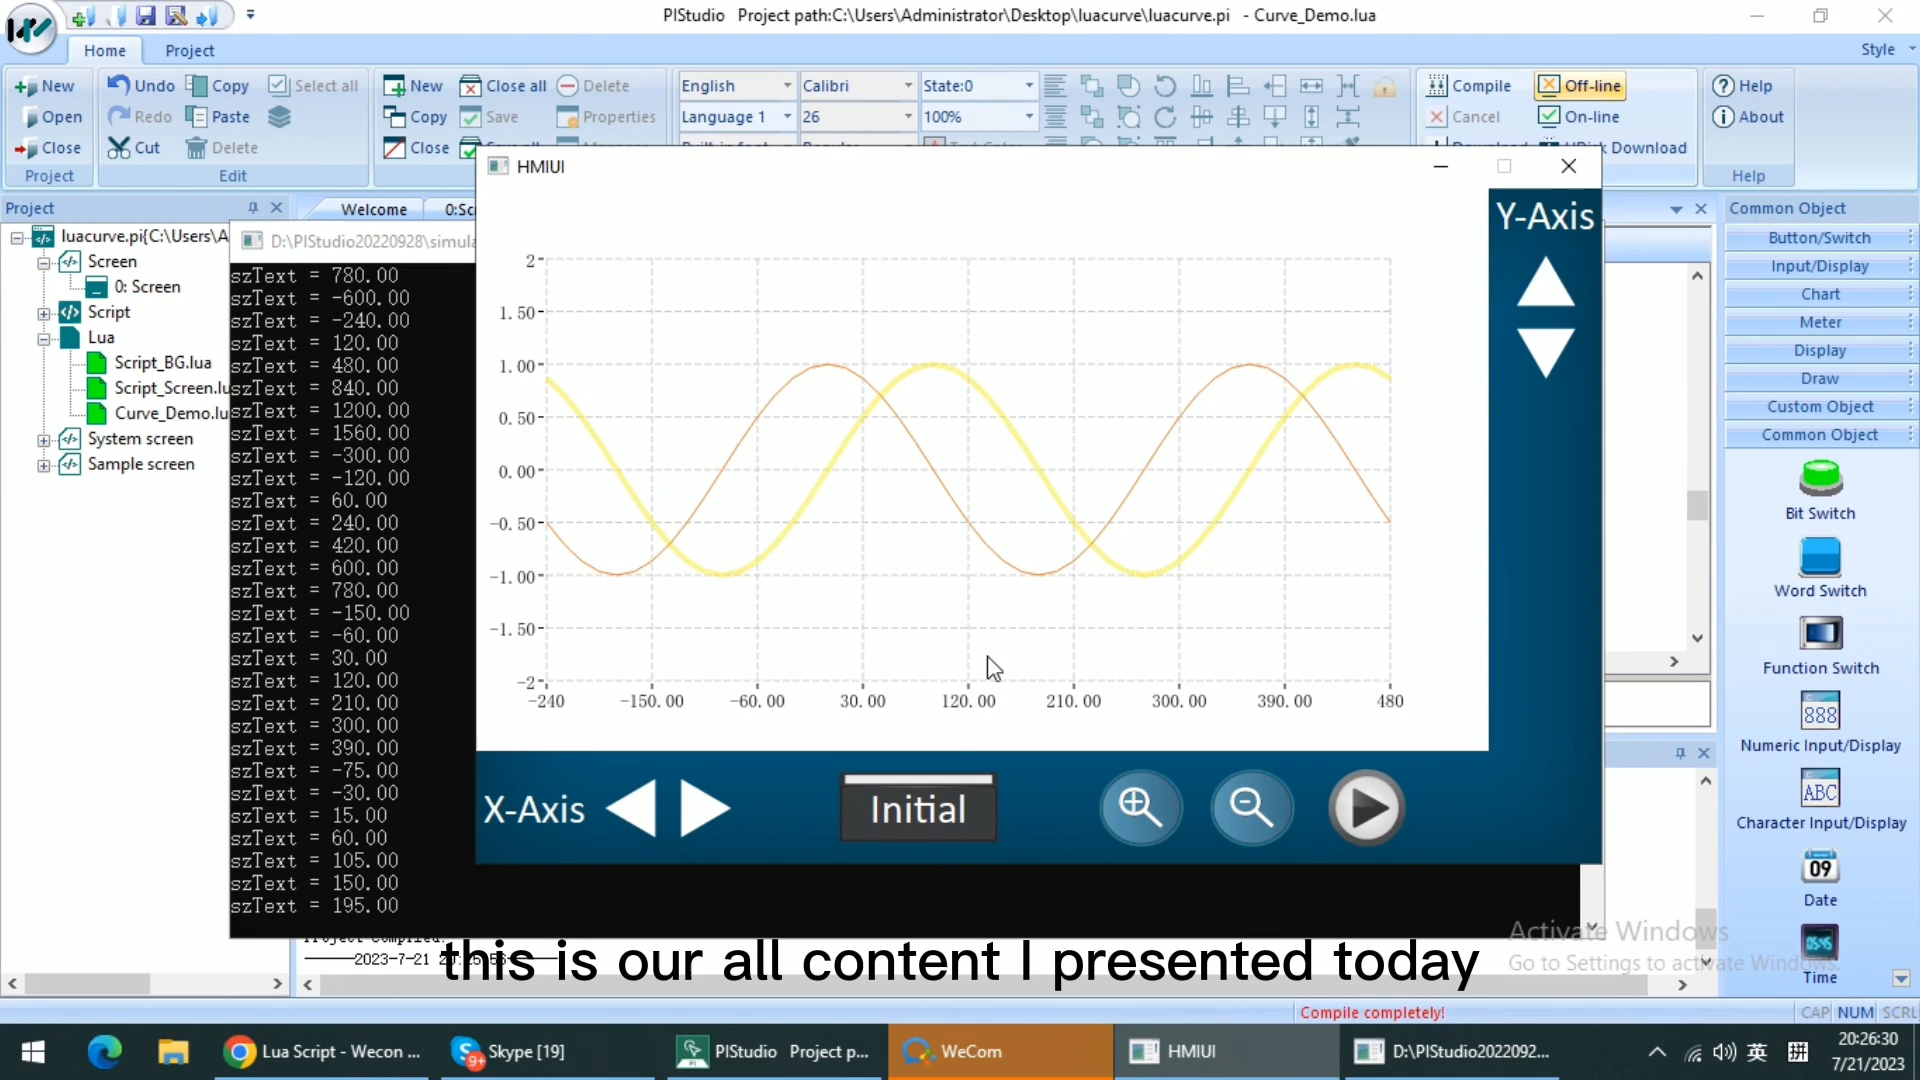 PIStudio Project path:C:\Users\Administrator\Desktop\luacurve\luacurve.pi - Curve_Demo.lua
Home Project Style
New Undo Copy Select all New Close all Delete English Calibri State:0 Compile Off-line Help
Open Redo Paste Copy Save Properties Language 1 26 100% Cancel On-line About
Close Cut Delete Close Download
Project Edit Help
Project
Welcome
Common Object
luacurve.pi{C:\Users\A
Screen
0: Screen
Script
Lua
Script_BG.lua
Script_Screen.lu
Curve_Demo.lu
System screen
Sample screen
D:\PIStudio20220928\simula
szText = 780.00
szText = -600.00
szText = -240.00
szText = 120.00
szText = 480.00
szText = 840.00
szText = 1200.00
szText = 1560.00
szText = -300.00
szText = -120.00
szText = 60.00
szText = 240.00
szText = 420.00
szText = 600.00
szText = 780.00
szText = -150.00
szText = -60.00
szText = 30.00
szText = 120.00
szText = 210.00
szText = 300.00
szText = 390.00
szText = -75.00
szText = -30.00
szText = 15.00
szText = 60.00
szText = 105.00
szText = 150.00
szText = 195.00
HMIUI
Y-Axis
2
1.50
1.00
0.50
0.00
-0.50
-1.00
-1.50
-2
-240 -150.00 -60.00 30.00 120.00 210.00 300.00 390.00 480
X-Axis Initial
Button/Switch
Input/Display
Chart
Meter
Display
Draw
Custom Object
Common Object
Bit Switch
Word Switch
Function Switch
888
Numeric Input/Display
ABC
Character Input/Display
09
Date
05:45
Time
2023-7-21
this is our all content I presented today
Activate Windows
Go to Settings to activate Windows.
Compile completely!
CAP NUM SCRL
Lua Script - Wecon ... 9+ Skype [19] PIStudio Project p... WeCom HMIUI D:\PIStudio2022092... 英 拼
20:26:30
7/21/2023